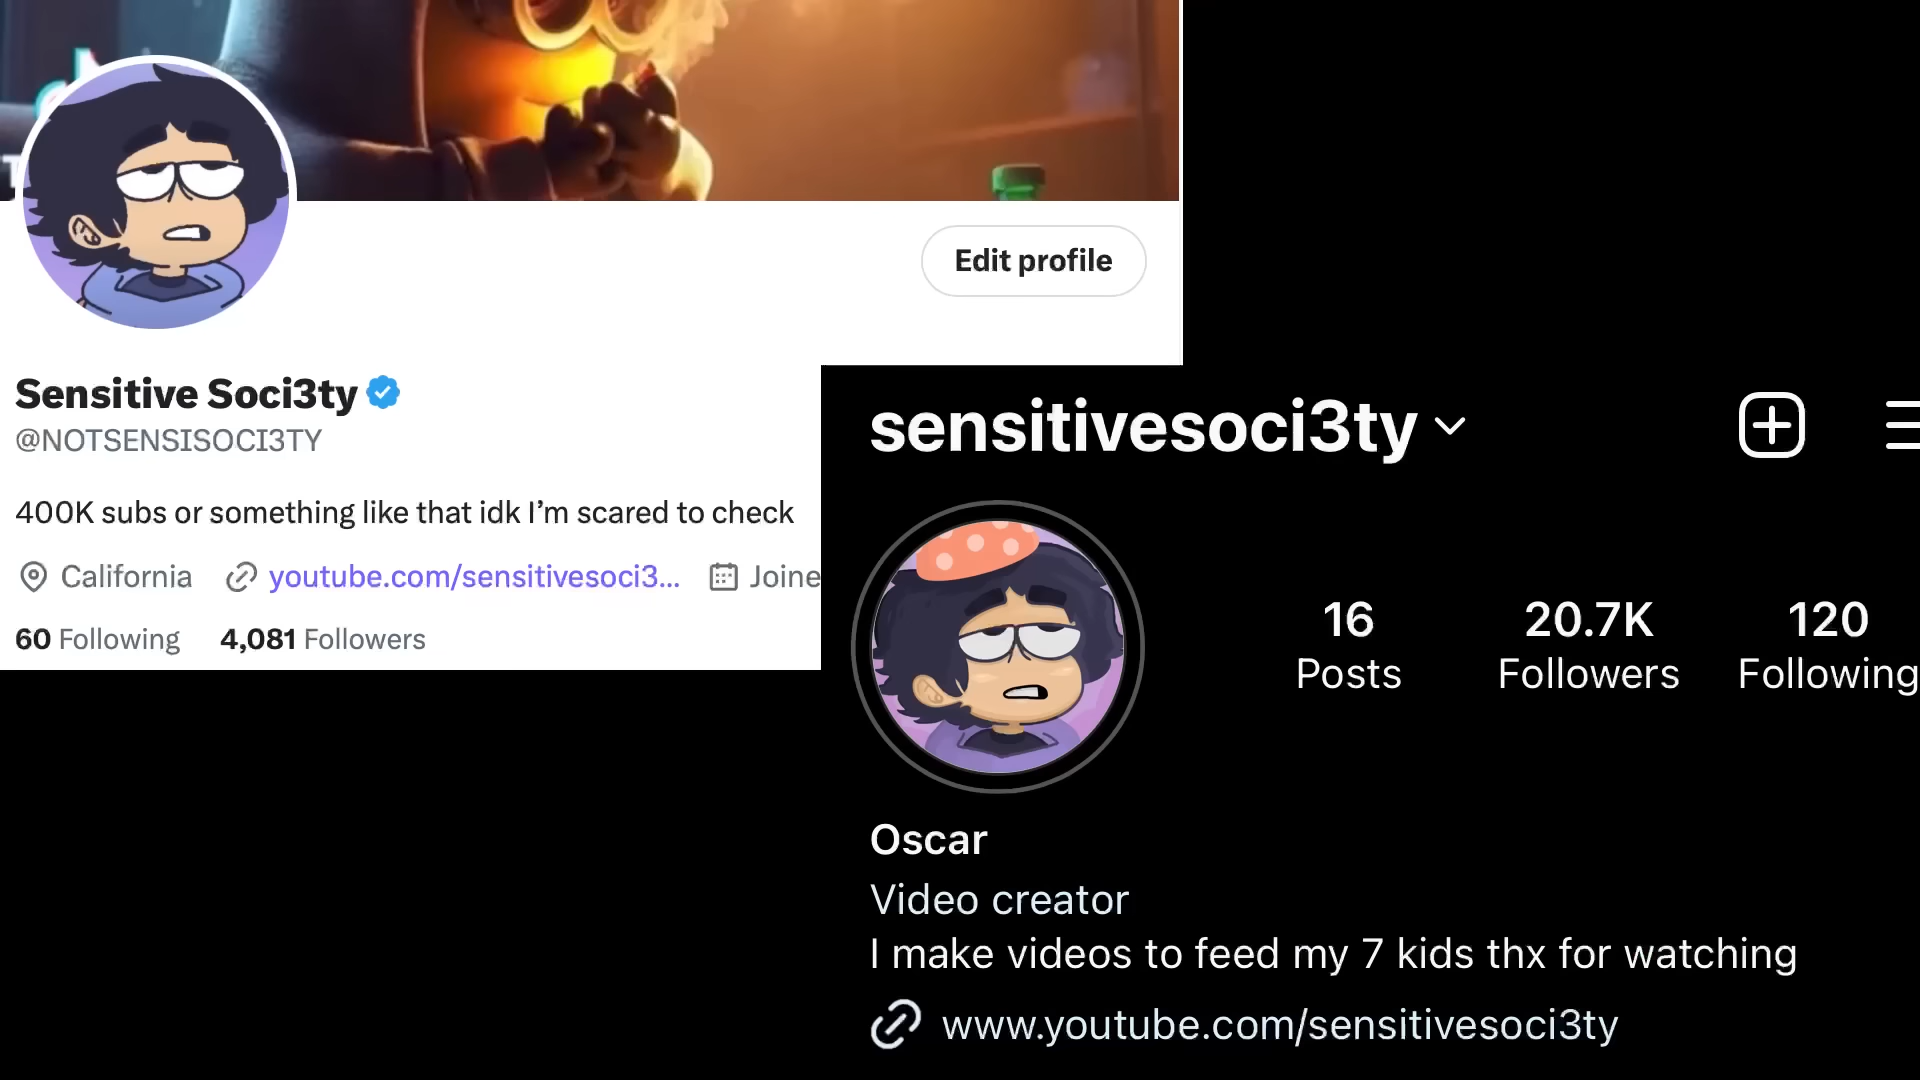 Edit profile
Sensitive Soci3ty
@NOTSENSISOCI3TY
400K subs or something like that idk I’m scared to check
California youtube.com/sensitivesoci3... Joine
60 Following 4,081 Followers
sensitivesoci3ty
16 20.7K 120
Posts Followers Following
Oscar
Video creator
I make videos to feed my 7 kids thx for watching
www.youtube.com/sensitivesoci3ty